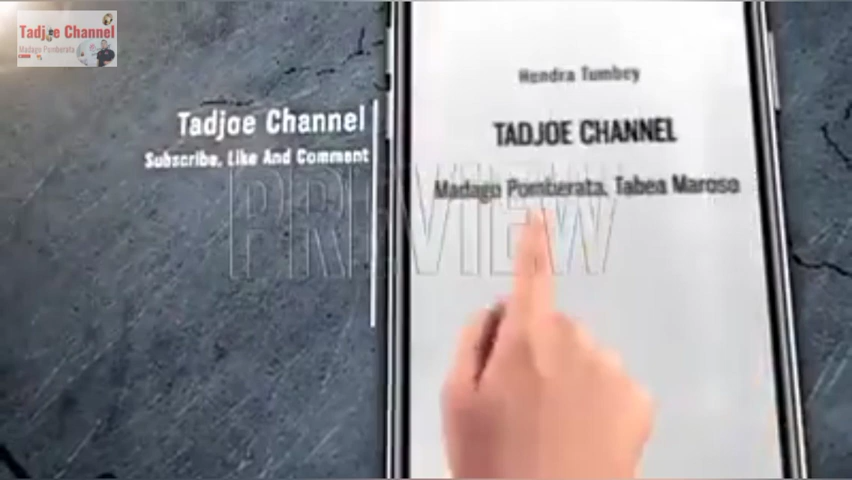 Tadjoe Channel
Madago Pomberata
Tadjoe Channel
Subscribe, Like And Comment
Hendra Tumbey
TADJOE CHANNEL
Madago Pomberata, Tabea Maroso
PREVIEW